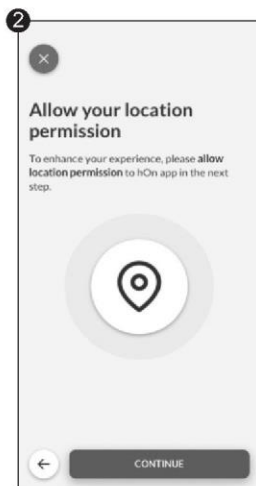 2
Allow your location
permission
To enhance your experience, please allow
location permission to hOn app in the next
step.
CONTINUE